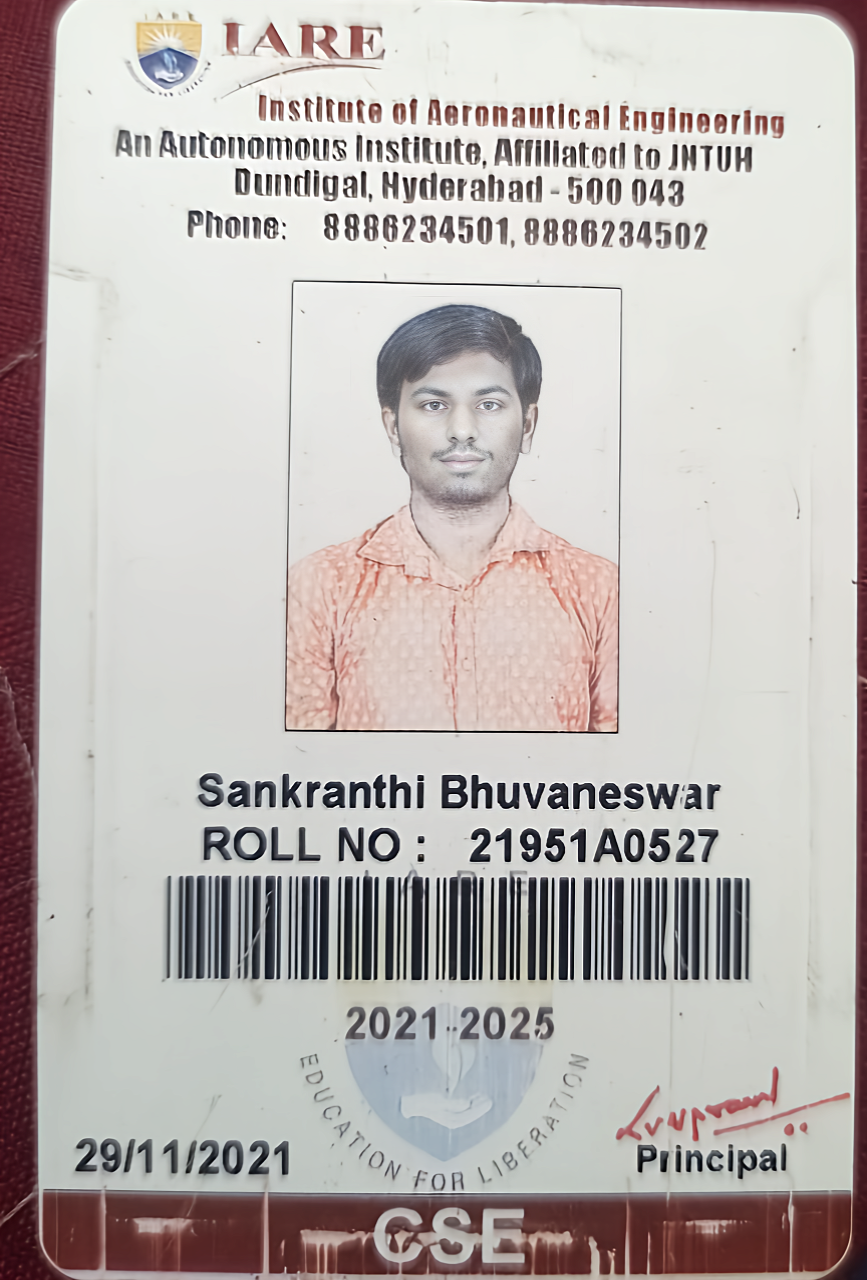 IARE
IARE
Institute of Aeronautical Engineering
An Autonomous Institute, Affiliated to JNTUH
Dundigal, Hyderabad - 500 043
Phone: 8886234501, 8886234502
Sankranthi Bhuvaneswar
ROLL NO : 21951A0527
IARE
2021-2025
EDUCATION FOR LIBERATION
29/11/2021
Principal
CSE